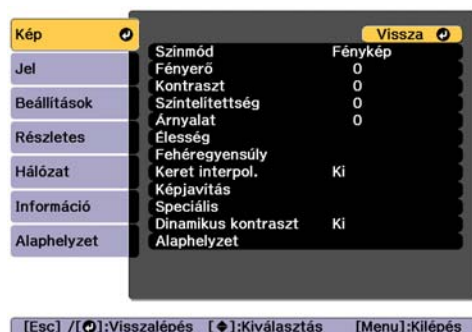 Kép
Jel
Beállítások
Részletes
Hálózat
Információ
Alaphelyzet
Vissza
Színmód Fénykép
Fényerő 0
Kontraszt 0
Színtelítettség 0
Árnyalat 0
Élesség
Fehéregyensúly
Keret interpol. Ki
Képjavítás
Speciális
Dinamikus kontraszt Ki
Alaphelyzet
[Esc] /[⏎]:Visszalépés [◆]:Kiválasztás [Menu]:Kilépés